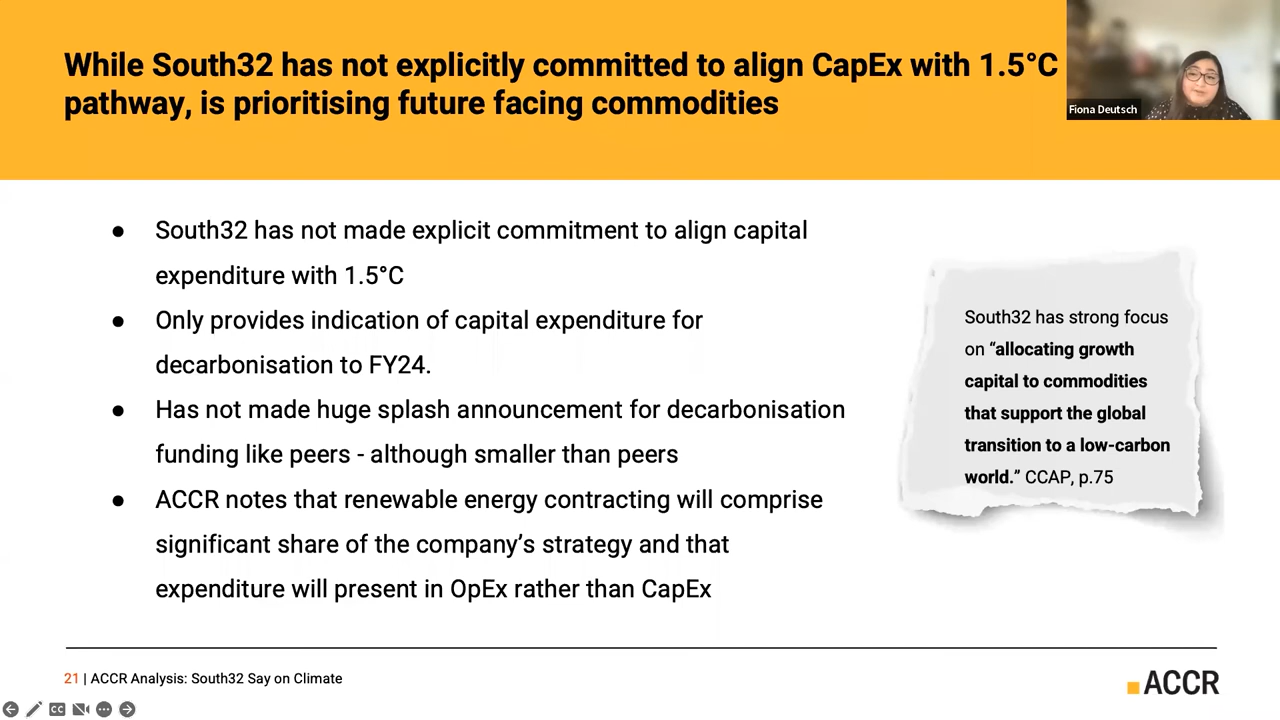 While South32 has not explicitly committed to align CapEx with 1.5°C
pathway, is prioritising future facing commodities
Fiona Deutsch
● South32 has not made explicit commitment to align capital
expenditure with 1.5°C
● Only provides indication of capital expenditure for
decarbonisation to FY24.
● Has not made huge splash announcement for decarbonisation
funding like peers - although smaller than peers
● ACCR notes that renewable energy contracting will comprise
significant share of the company’s strategy and that
expenditure will present in OpEx rather than CapEx
South32 has strong focus
on “allocating growth
capital to commodities
that support the global
transition to a low-carbon
world.” CCAP, p.75
21 | ACCR Analysis: South32 Say on Climate
ACCR
CC